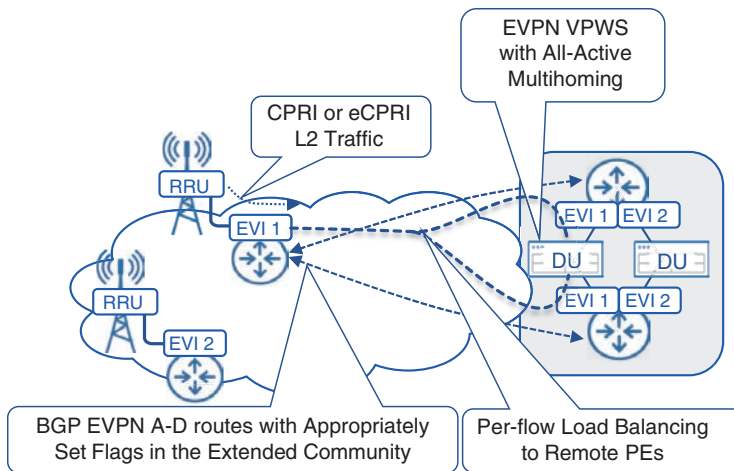 EVPN VPWS
with All-Active
Multihoming
CPRI or eCPRI
L2 Traffic
RRU
EVI 1
EVI 1
EVI 2
DU
DU
RRU
EVI 1
EVI 2
EVI 2
BGP EVPN A-D routes with Appropriately
Set Flags in the Extended Community
Per-flow Load Balancing
to Remote PEs